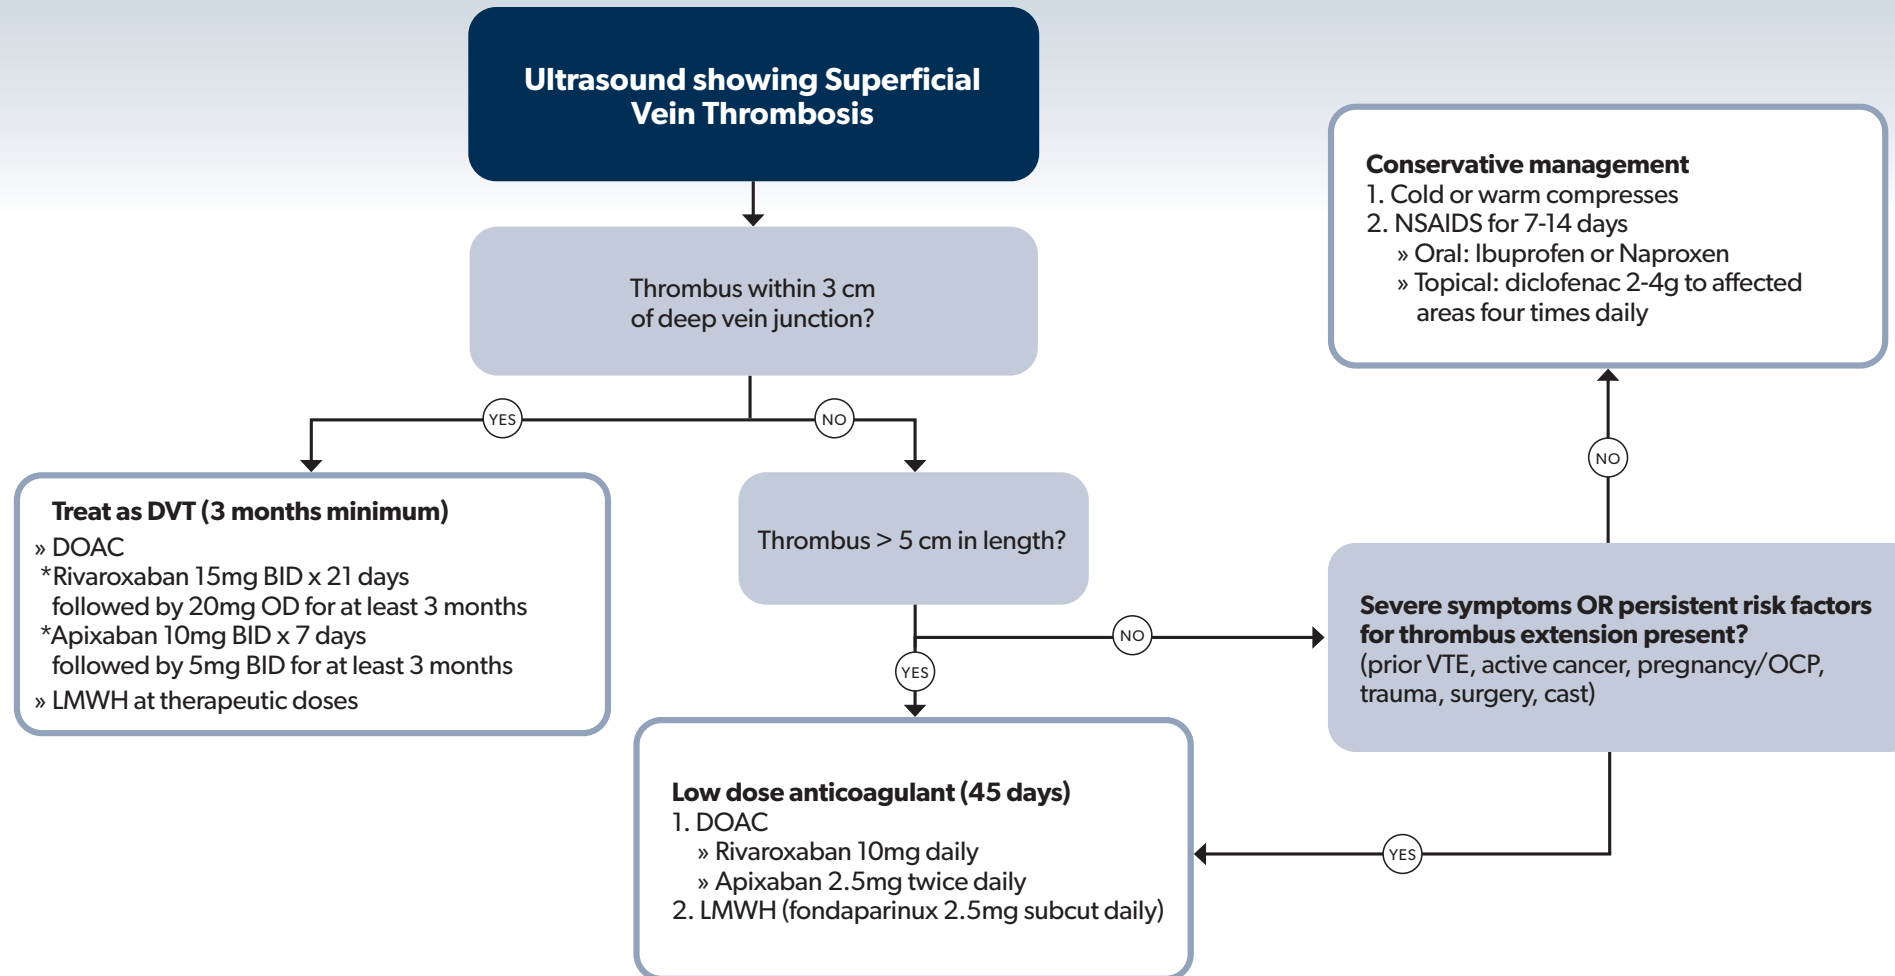 Ultrasound showing Superficial
Vein Thrombosis
Thrombus within 3 cm
of deep vein junction?
YES
NO
Treat as DVT (3 months minimum)
» DOAC
*Rivaroxaban 15mg BID x 21 days
followed by 20mg OD for at least 3 months
*Apixaban 10mg BID x 7 days
followed by 5mg BID for at least 3 months
» LMWH at therapeutic doses
Thrombus > 5 cm in length?
YES
NO
Low dose anticoagulant (45 days)
1. DOAC
» Rivaroxaban 10mg daily
» Apixaban 2.5mg twice daily
2. LMWH (fondaparinux 2.5mg subcut daily)
Severe symptoms OR persistent risk factors
for thrombus extension present?
(prior VTE, active cancer, pregnancy/OCP,
trauma, surgery, cast)
YES
NO
Conservative management
1. Cold or warm compresses
2. NSAIDS for 7-14 days
» Oral: Ibuprofen or Naproxen
» Topical: diclofenac 2-4g to affected
areas four times daily